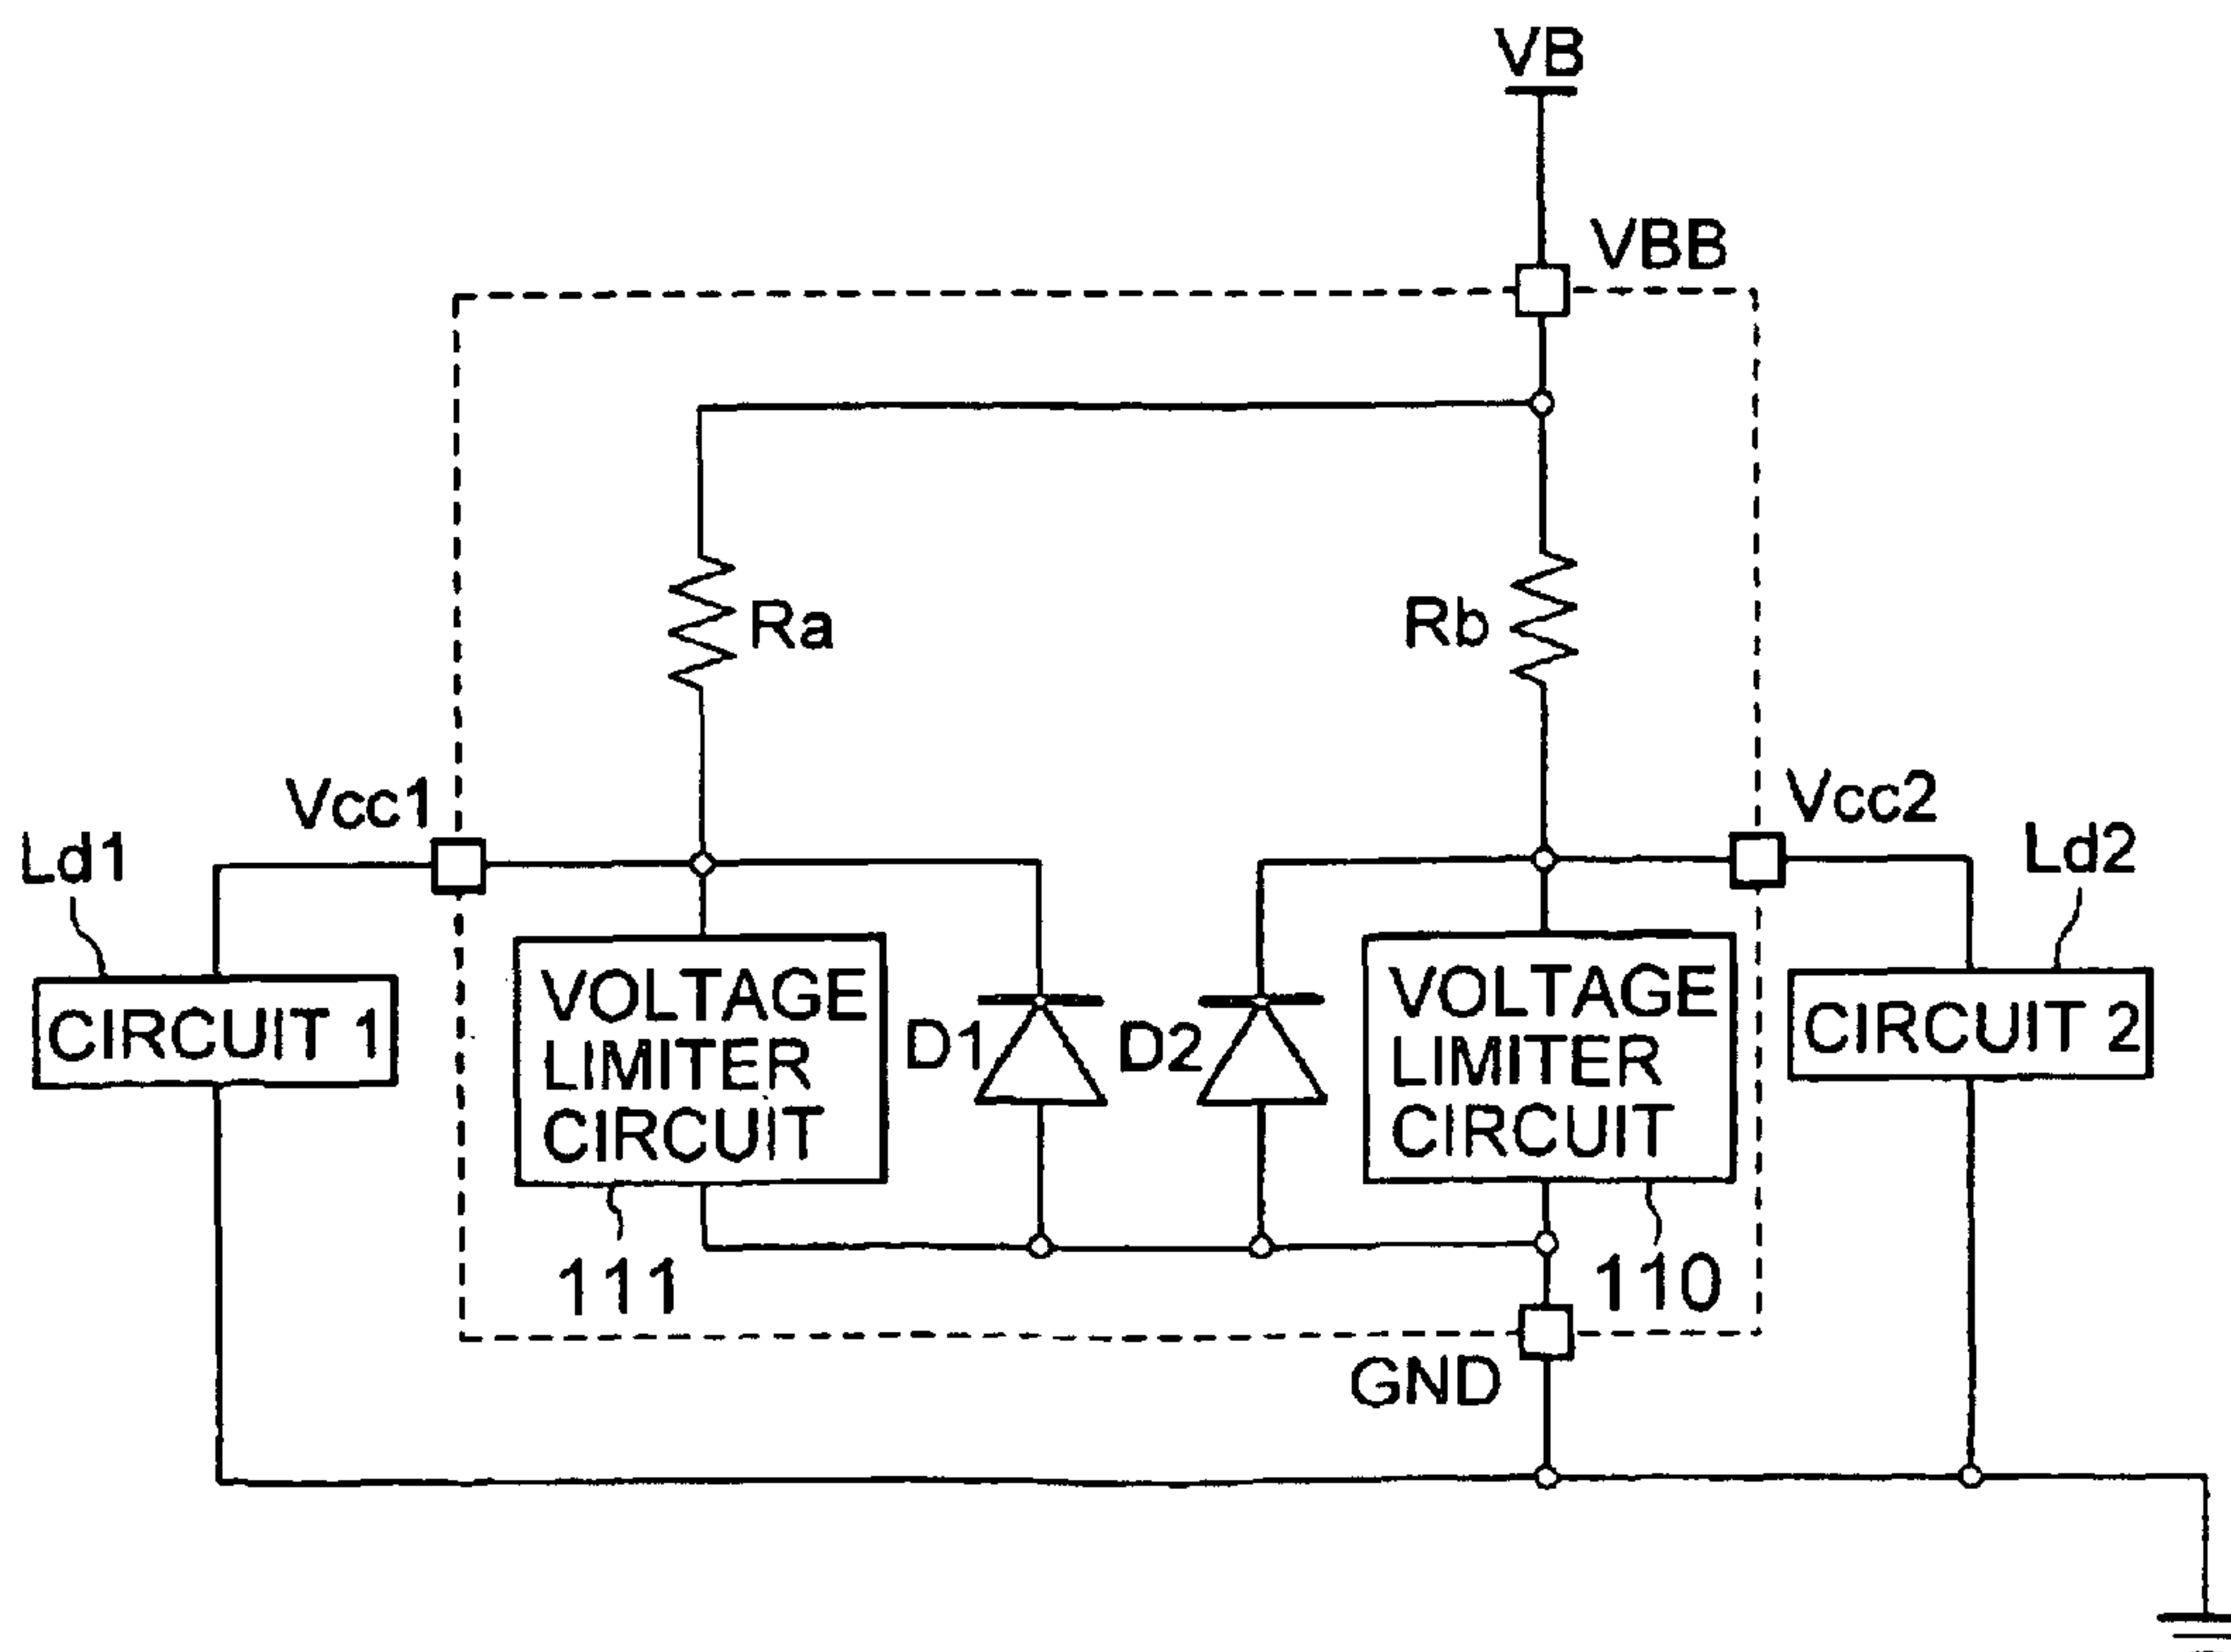 VB
VBB
Ra
Rb
Vcc1
Vcc2
Ld1
Ld2
CIRCUIT 1
VOLTAGE
LIMITER
CIRCUIT
D1
D2
VOLTAGE
LIMITER
CIRCUIT
CIRCUIT 2
111
110
GND